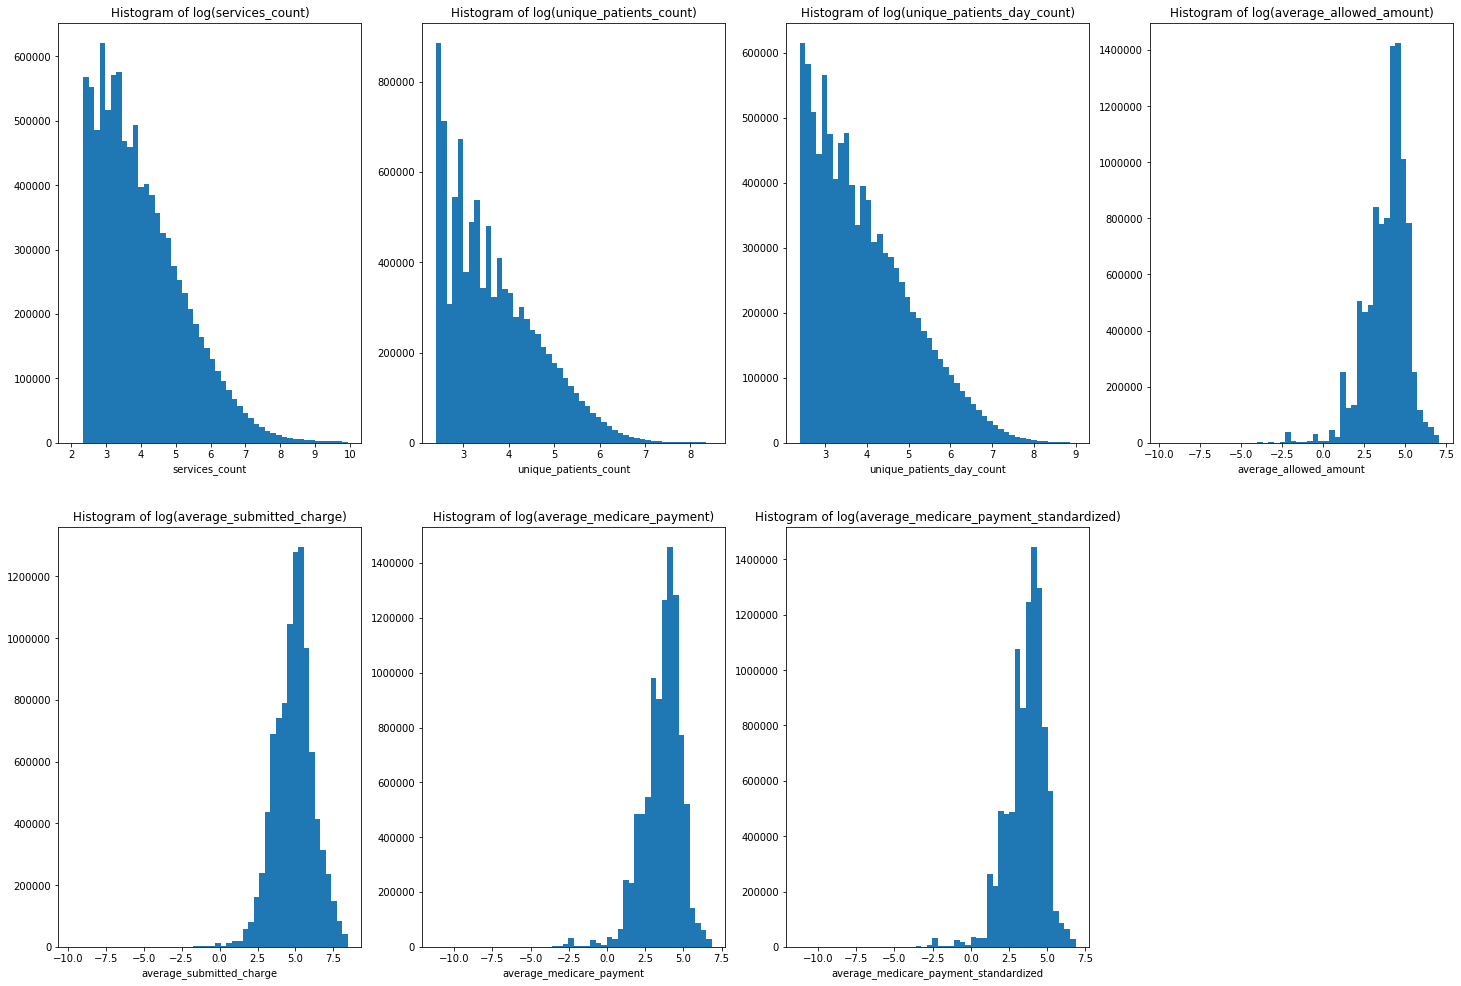 Histogram of log(services_count)
600000
500000
400000
300000
200000
100000
0
2 3 4 5 6 7 8 9 10
services_count
Histogram of log(unique_patients_count)
800000
600000
400000
200000
0
3 4 5 6 7 8
unique_patients_count
Histogram of log(unique_patients_day_count)
600000
500000
400000
300000
200000
100000
0
3 4 5 6 7 8 9
unique_patients_day_count
Histogram of log(average_allowed_amount)
1400000
1200000
1000000
800000
600000
400000
200000
0
−10.0 −7.5 −5.0 −2.5 0.0 2.5 5.0 7.5
average_allowed_amount
Histogram of log(average_submitted_charge)
1200000
1000000
800000
600000
400000
200000
0
−10.0 −7.5 −5.0 −2.5 0.0 2.5 5.0 7.5
average_submitted_charge
Histogram of log(average_medicare_payment)
1400000
1200000
1000000
800000
600000
400000
200000
0
−10.0 −7.5 −5.0 −2.5 0.0 2.5 5.0 7.5
average_medicare_payment
Histogram of log(average_medicare_payment_standardized)
1400000
1200000
1000000
800000
600000
400000
200000
0
−10.0 −7.5 −5.0 −2.5 0.0 2.5 5.0 7.5
average_medicare_payment_standardized